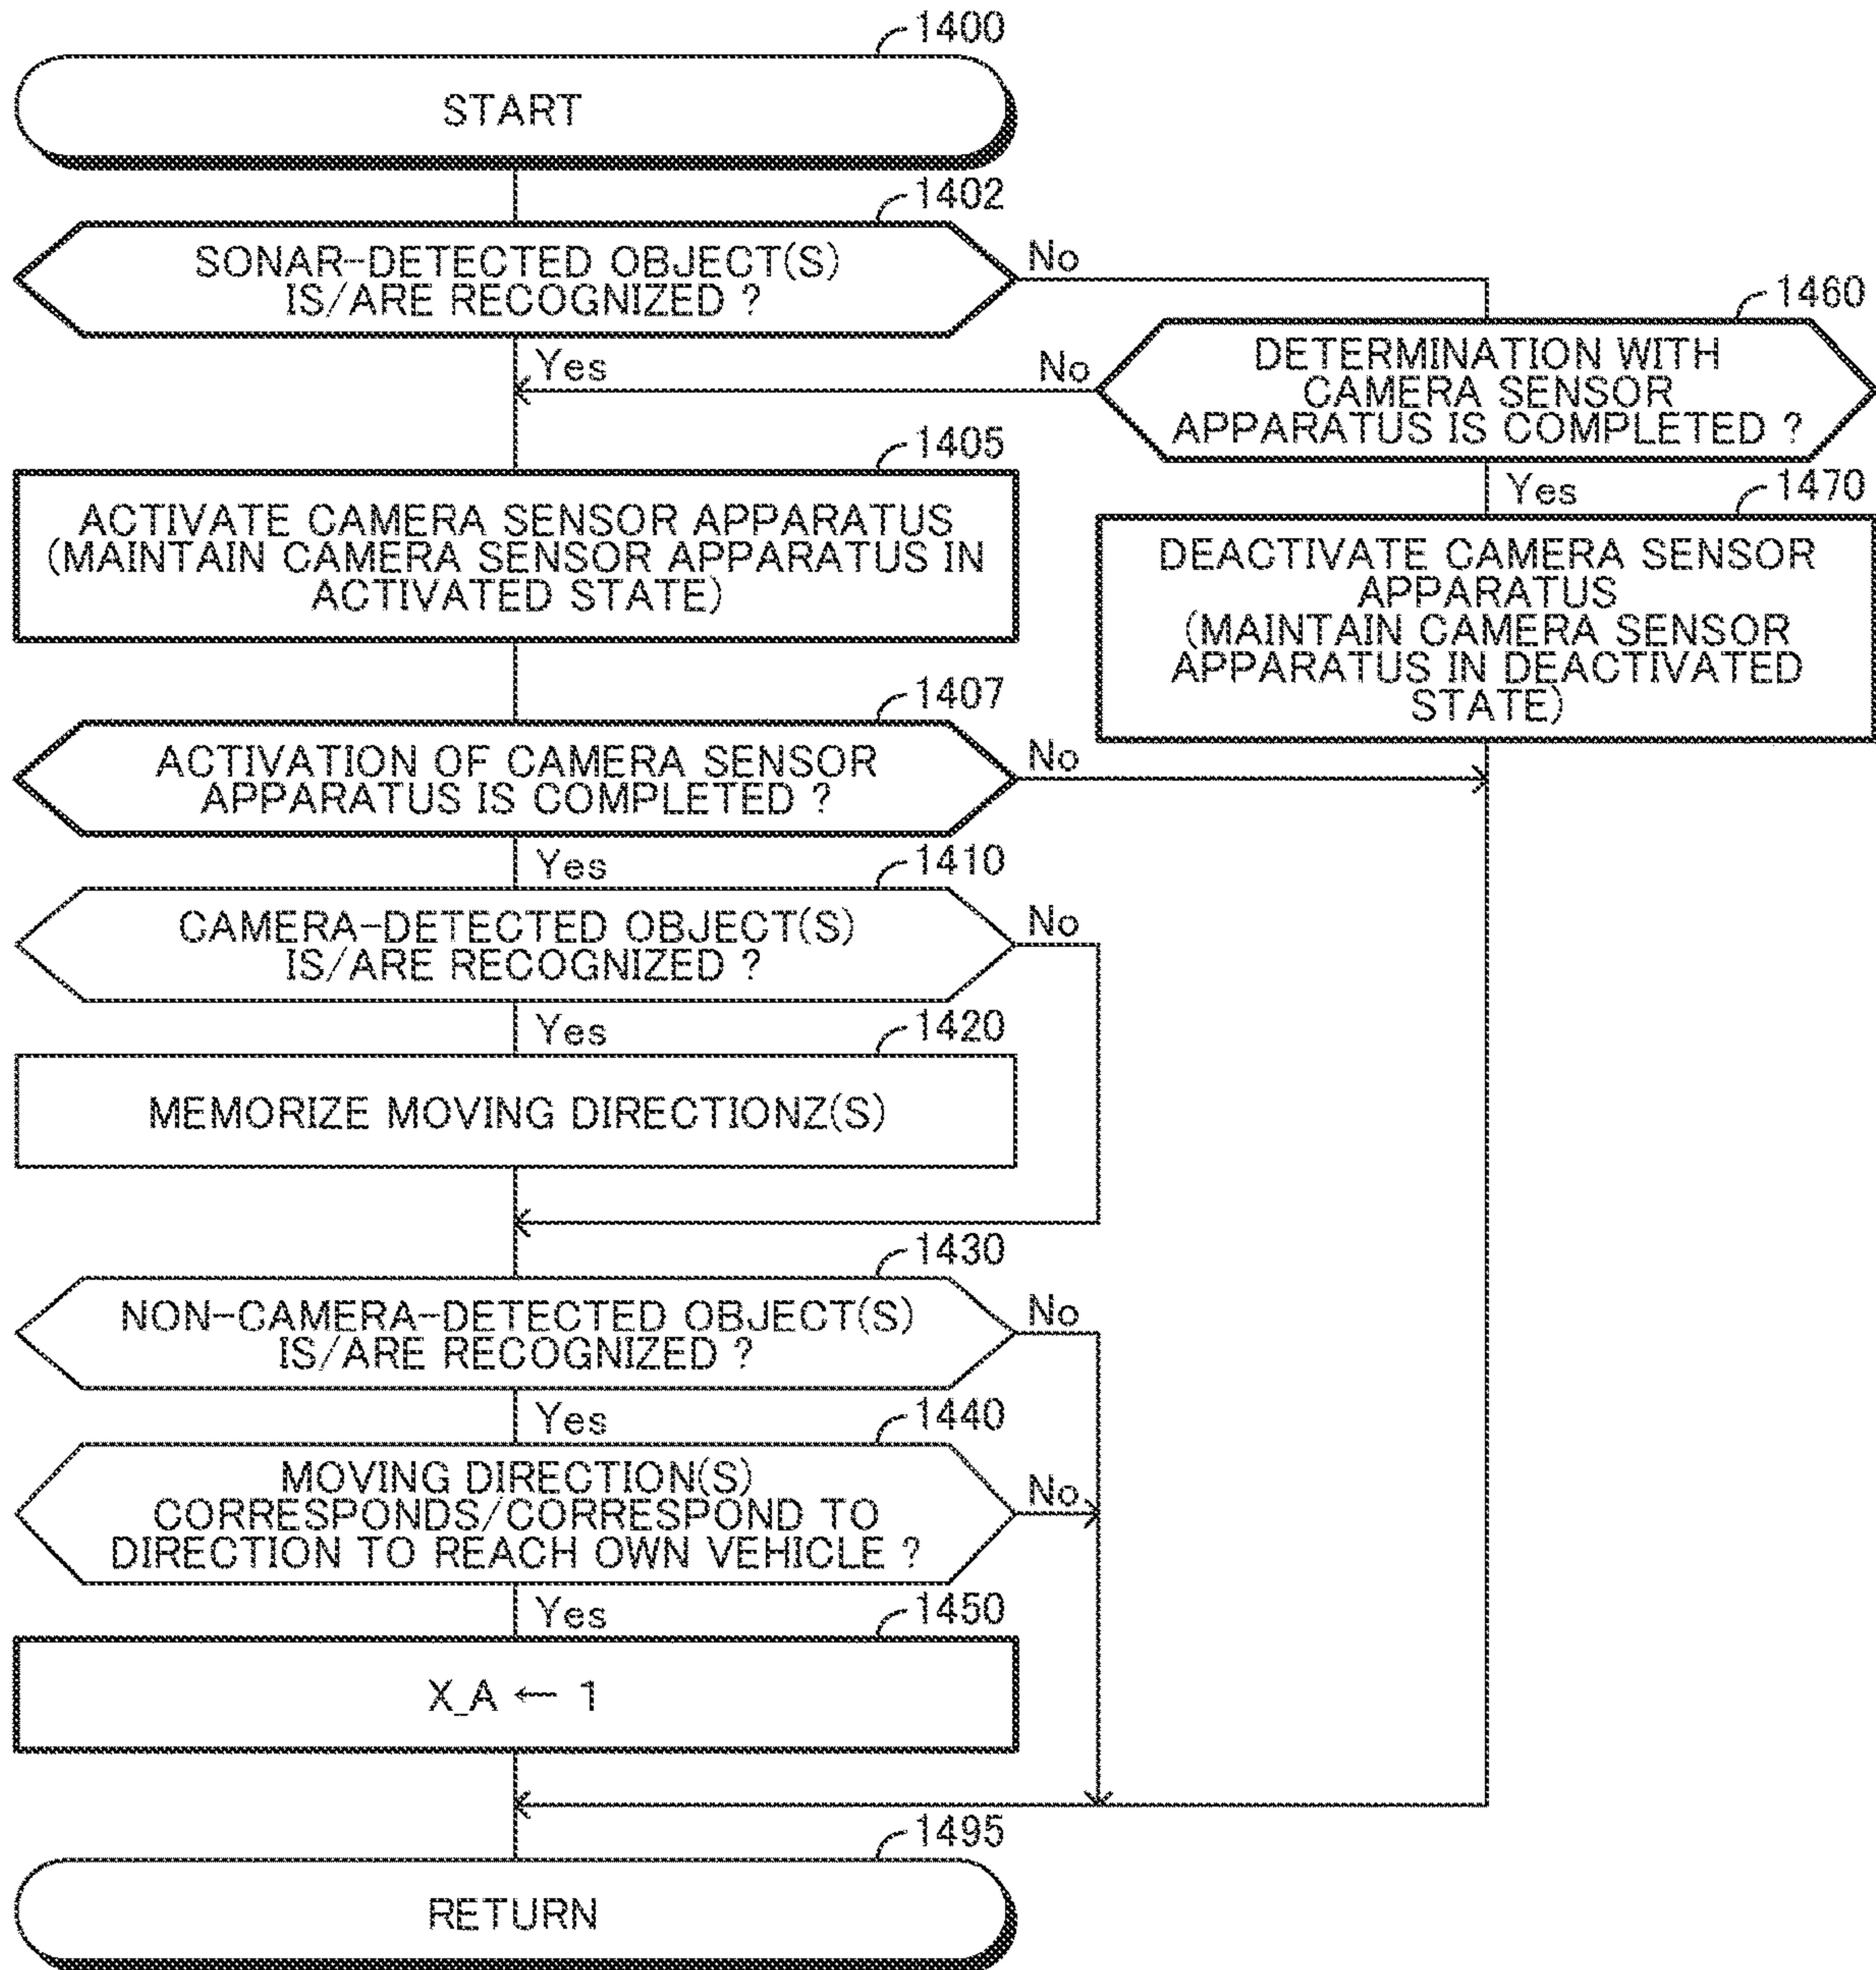 1400
START
1402
SONAR-DETECTED OBJECT(S)
IS/ARE RECOGNIZED ?
No
Yes
1460
DETERMINATION WITH
CAMERA SENSOR
APPARATUS IS COMPLETED ?
No
Yes
1405
ACTIVATE CAMERA SENSOR APPARATUS
(MAINTAIN CAMERA SENSOR APPARATUS IN
ACTIVATED STATE)
1470
DEACTIVATE CAMERA SENSOR
APPARATUS
(MAINTAIN CAMERA SENSOR
APPARATUS IN DEACTIVATED
STATE)
1407
ACTIVATION OF CAMERA SENSOR
APPARATUS IS COMPLETED ?
No
Yes
1410
CAMERA-DETECTED OBJECT(S)
IS/ARE RECOGNIZED ?
No
Yes
1420
MEMORIZE MOVING DIRECTIONZ(S)
1430
NON-CAMERA-DETECTED OBJECT(S)
IS/ARE RECOGNIZED ?
No
Yes
1440
MOVING DIRECTION(S)
CORRESPONDS/CORRESPOND TO
DIRECTION TO REACH OWN VEHICLE ?
No
Yes
1450
X_A ← 1
1495
RETURN